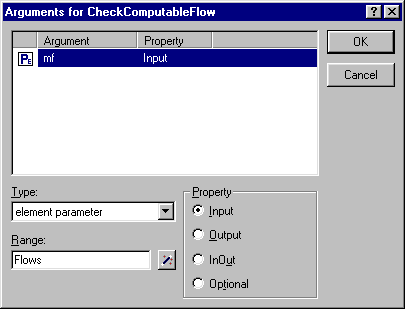 Arguments for CheckComputableFlow
Argument Property
PE mf Input
OK
Cancel
Type:
element parameter
Range:
Flows
Property
Input
Output
InOut
Optional